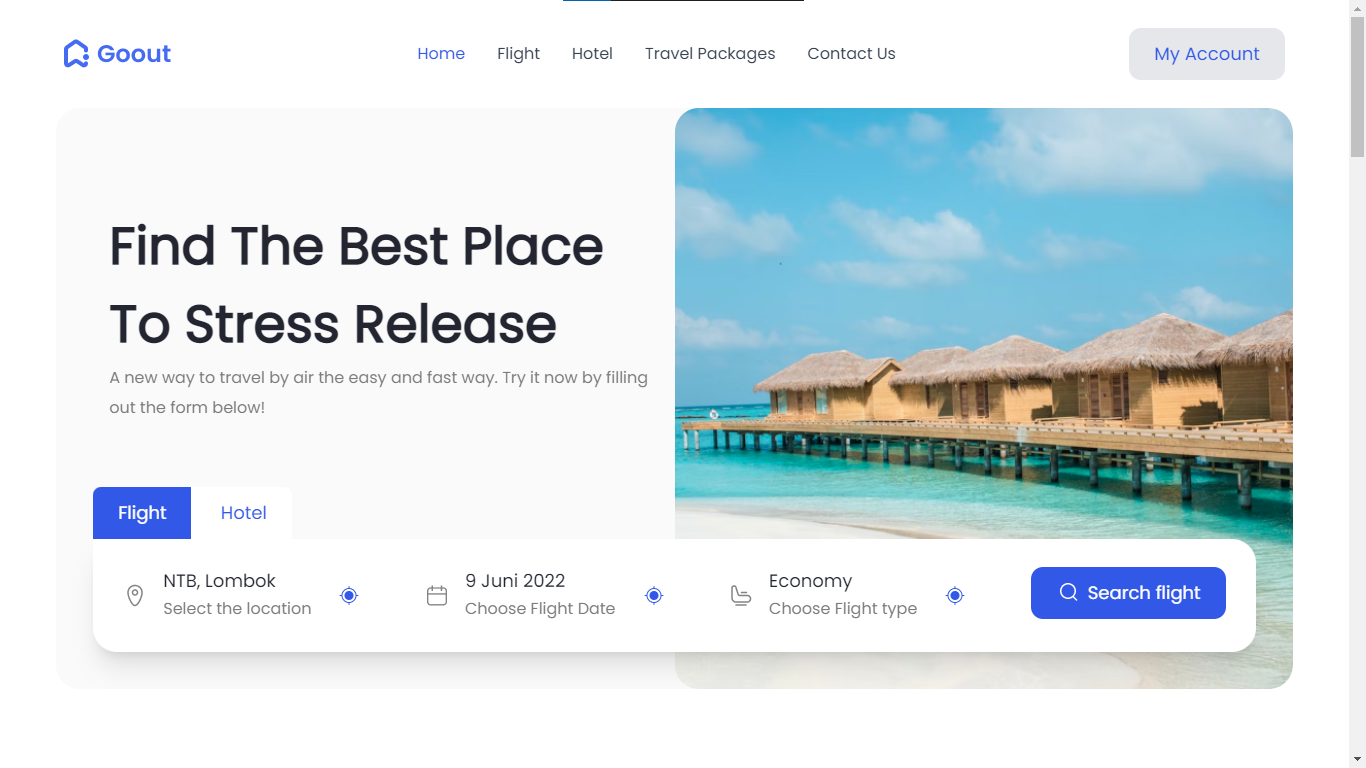 Goout
Home
Flight
Hotel
Travel Packages
Contact Us
My Account
Find The Best Place
To Stress Release
A new way to travel by air the easy and fast way. Try it now by filling
out the form below!
Flight
Hotel
NTB, Lombok
Select the location
9 Juni 2022
Choose Flight Date
Economy
Choose Flight type
Search flight